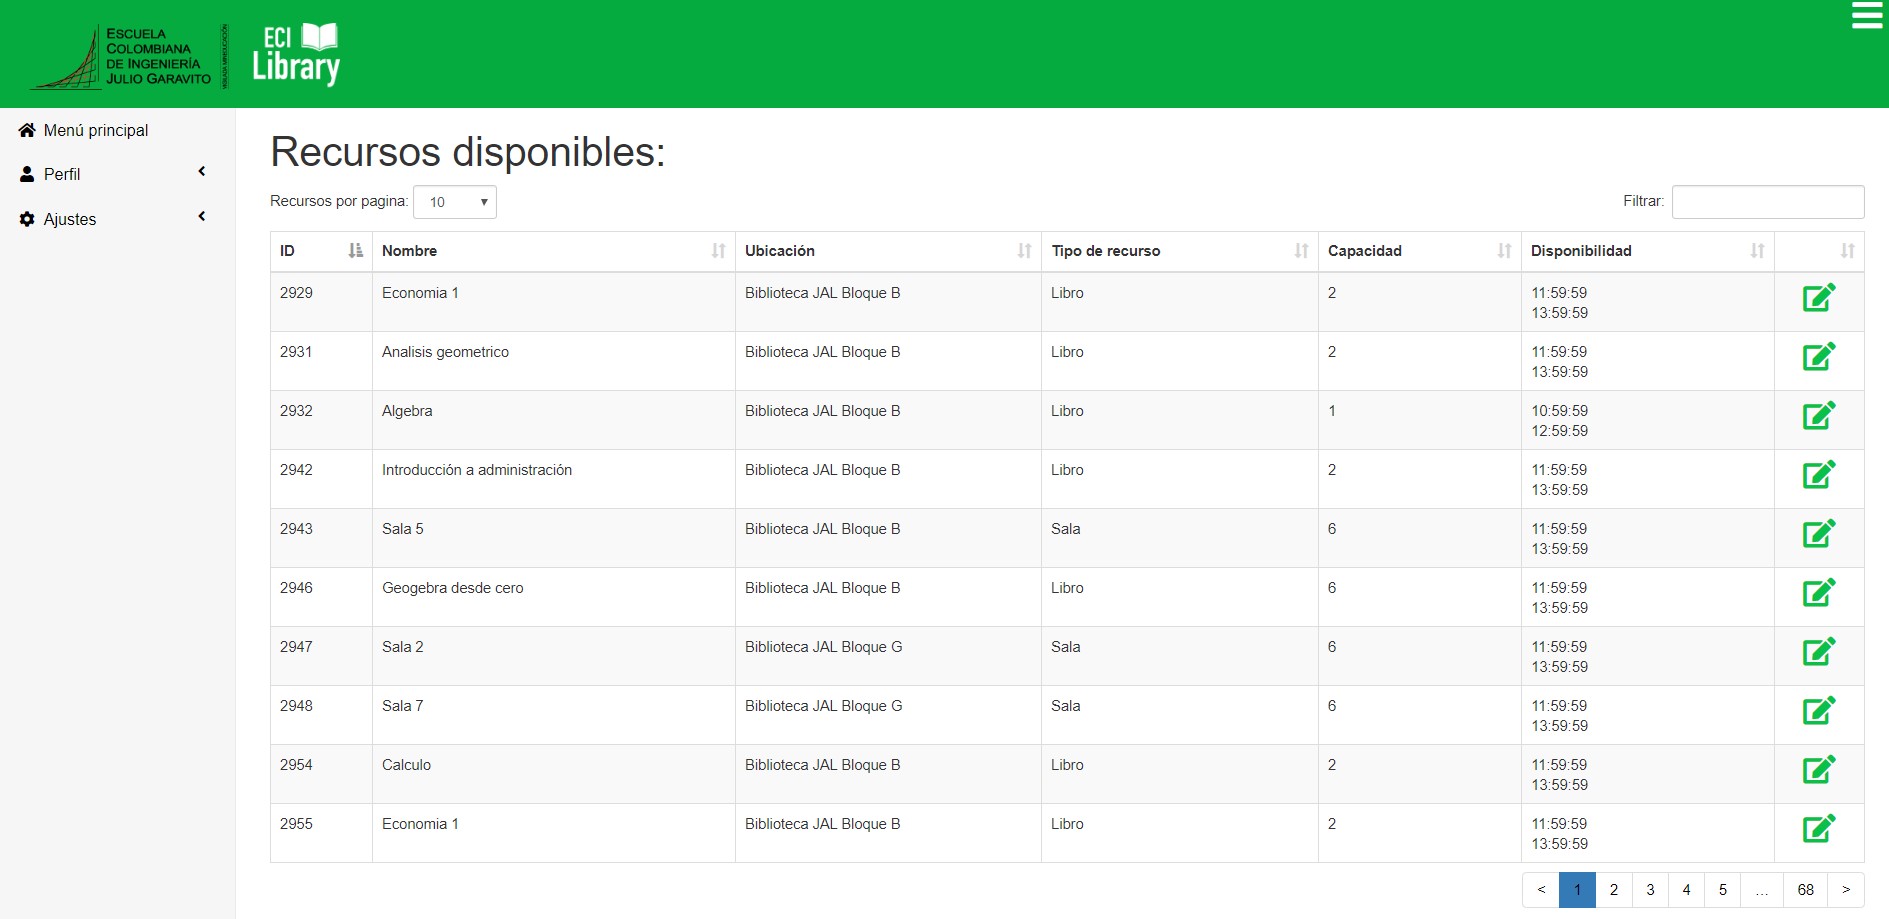 ESCUELA
COLOMBIANA
DE INGENIERÍA
JULIO GARAVITO
VIGILADA MINEDUCACIÓN
ECI
Library
Menú principal
Perfil
Ajustes
Recursos disponibles:
Recursos por pagina: 10
Filtrar:
ID Nombre Ubicación Tipo de recurso Capacidad Disponibilidad
2929 Economia 1 Biblioteca JAL Bloque B Libro 2 11:59:59
13:59:59
2931 Analisis geometrico Biblioteca JAL Bloque B Libro 2 11:59:59
13:59:59
2932 Algebra Biblioteca JAL Bloque B Libro 1 10:59:59
12:59:59
2942 Introducción a administración Biblioteca JAL Bloque B Libro 2 11:59:59
13:59:59
2943 Sala 5 Biblioteca JAL Bloque B Sala 6 11:59:59
13:59:59
2946 Geogebra desde cero Biblioteca JAL Bloque B Libro 6 11:59:59
13:59:59
2947 Sala 2 Biblioteca JAL Bloque G Sala 6 11:59:59
13:59:59
2948 Sala 7 Biblioteca JAL Bloque G Sala 6 11:59:59
13:59:59
2954 Calculo Biblioteca JAL Bloque B Libro 2 11:59:59
13:59:59
2955 Economia 1 Biblioteca JAL Bloque B Libro 2 11:59:59
13:59:59
< 1 2 3 4 5 ... 68 >